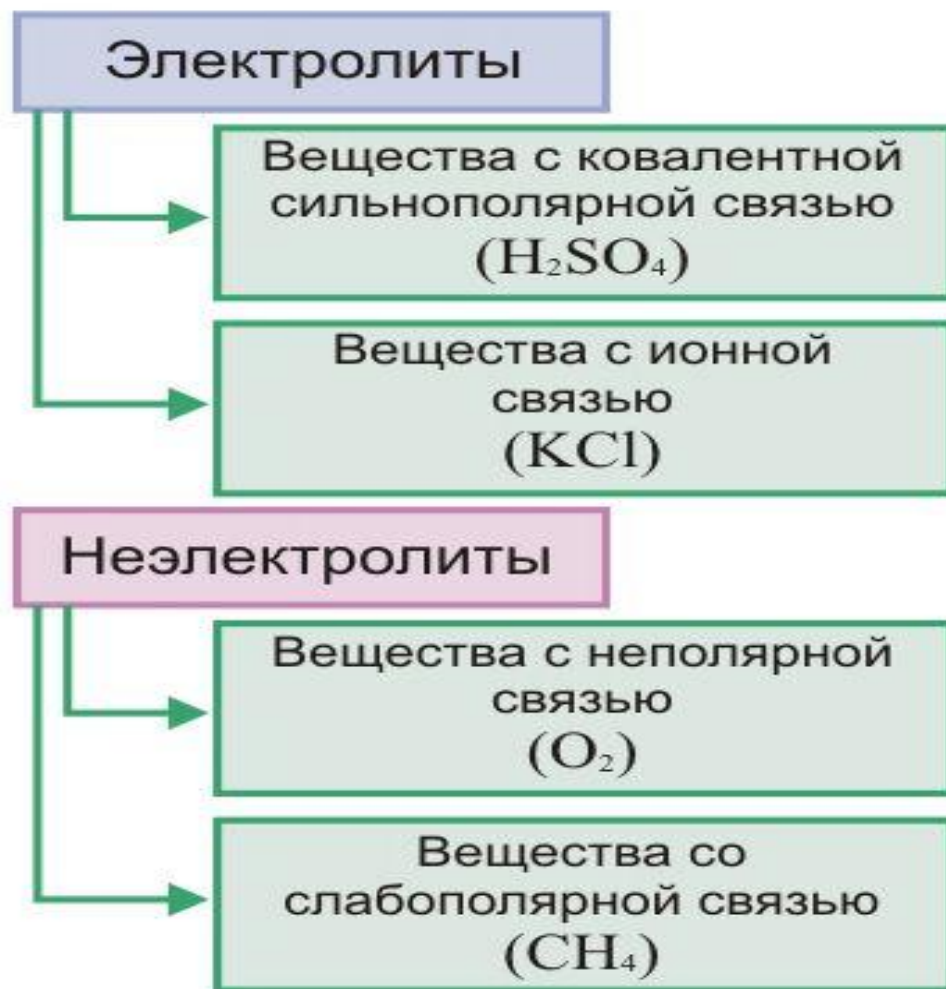 Электролиты
Вещества с ковалентной
сильнополярной связью
(H₂SO₄)
Вещества с ионной
связью
(KCl)
Неэлектролиты
Вещества с неполярной
связью
(O₂)
Вещества со
слабополярной связью
(CH₄)